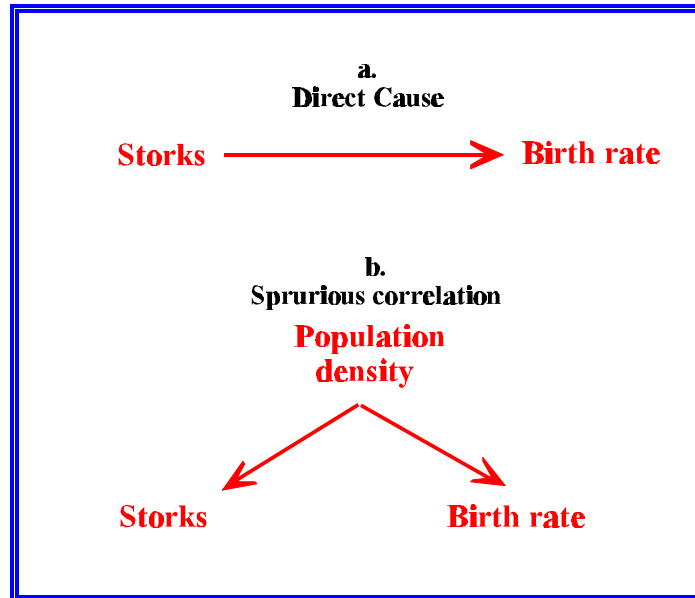 a.
Direct Cause
Storks
Birth rate
b.
Sprurious correlation
Population
density
Storks
Birth rate